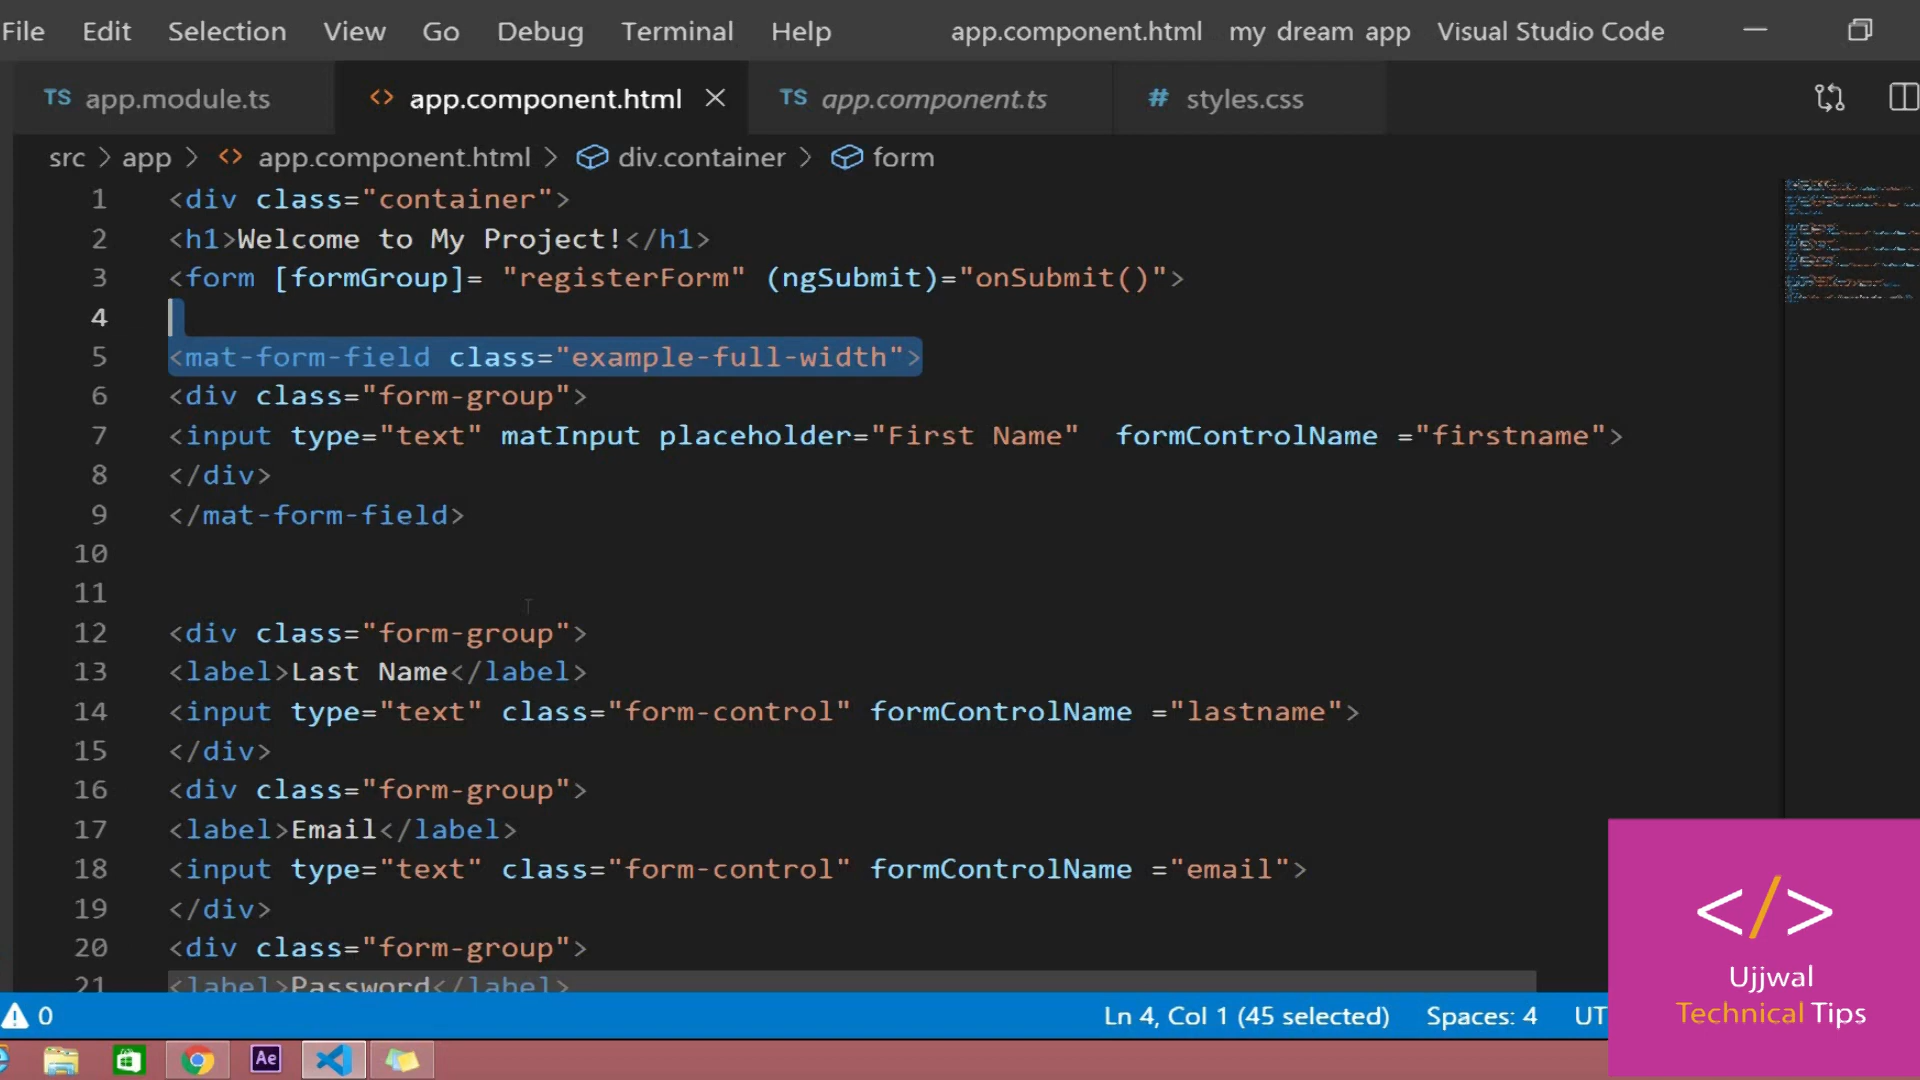 File Edit Selection View Go Debug Terminal Help app.component.html my dream app Visual Studio Code
TS app.module.ts <> app.component.html TS app.component.ts # styles.css
src > app > <> app.component.html > div.container > form
1 <div class="container">
2 <h1>Welcome to My Project!</h1>
3 <form [formGroup]= "registerForm" (ngSubmit)="onSubmit()">
4
5 <mat-form-field class="example-full-width">
6 <div class="form-group">
7 <input type="text" matInput placeholder="First Name"  formControlName ="firstname">
8 </div>
9 </mat-form-field>
10
11
12 <div class="form-group">
13 <label>Last Name</label>
14 <input type="text" class="form-control" formControlName ="lastname">
15 </div>
16 <div class="form-group">
17 <label>Email</label>
18 <input type="text" class="form-control" formControlName ="email">
19 </div>
20 <div class="form-group">
21 <label>Password</label>
</>
Ujjwal
Technical Tips
0 Ln 4, Col 1 (45 selected) Spaces: 4 UT
Ae